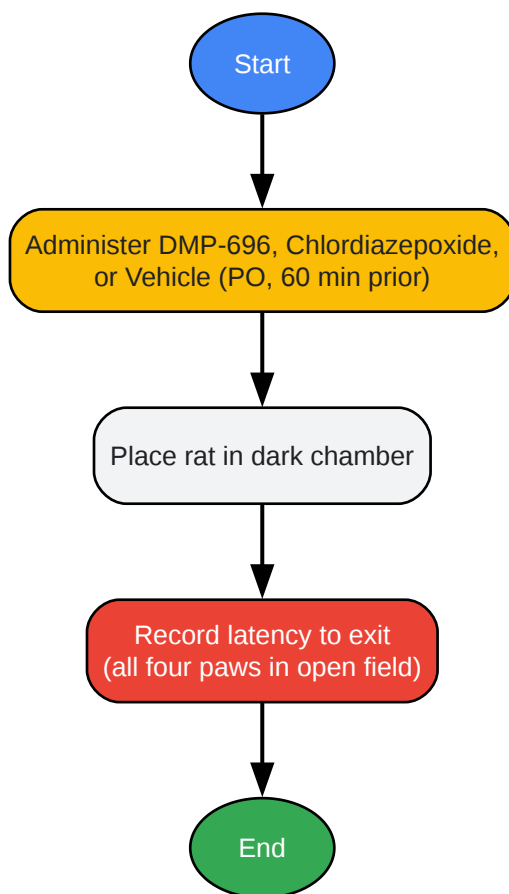 Start
Administer DMP-696, Chlordiazepoxide,
or Vehicle (PO, 60 min prior)
Place rat in dark chamber
Record latency to exit
(all four paws in open field)
End